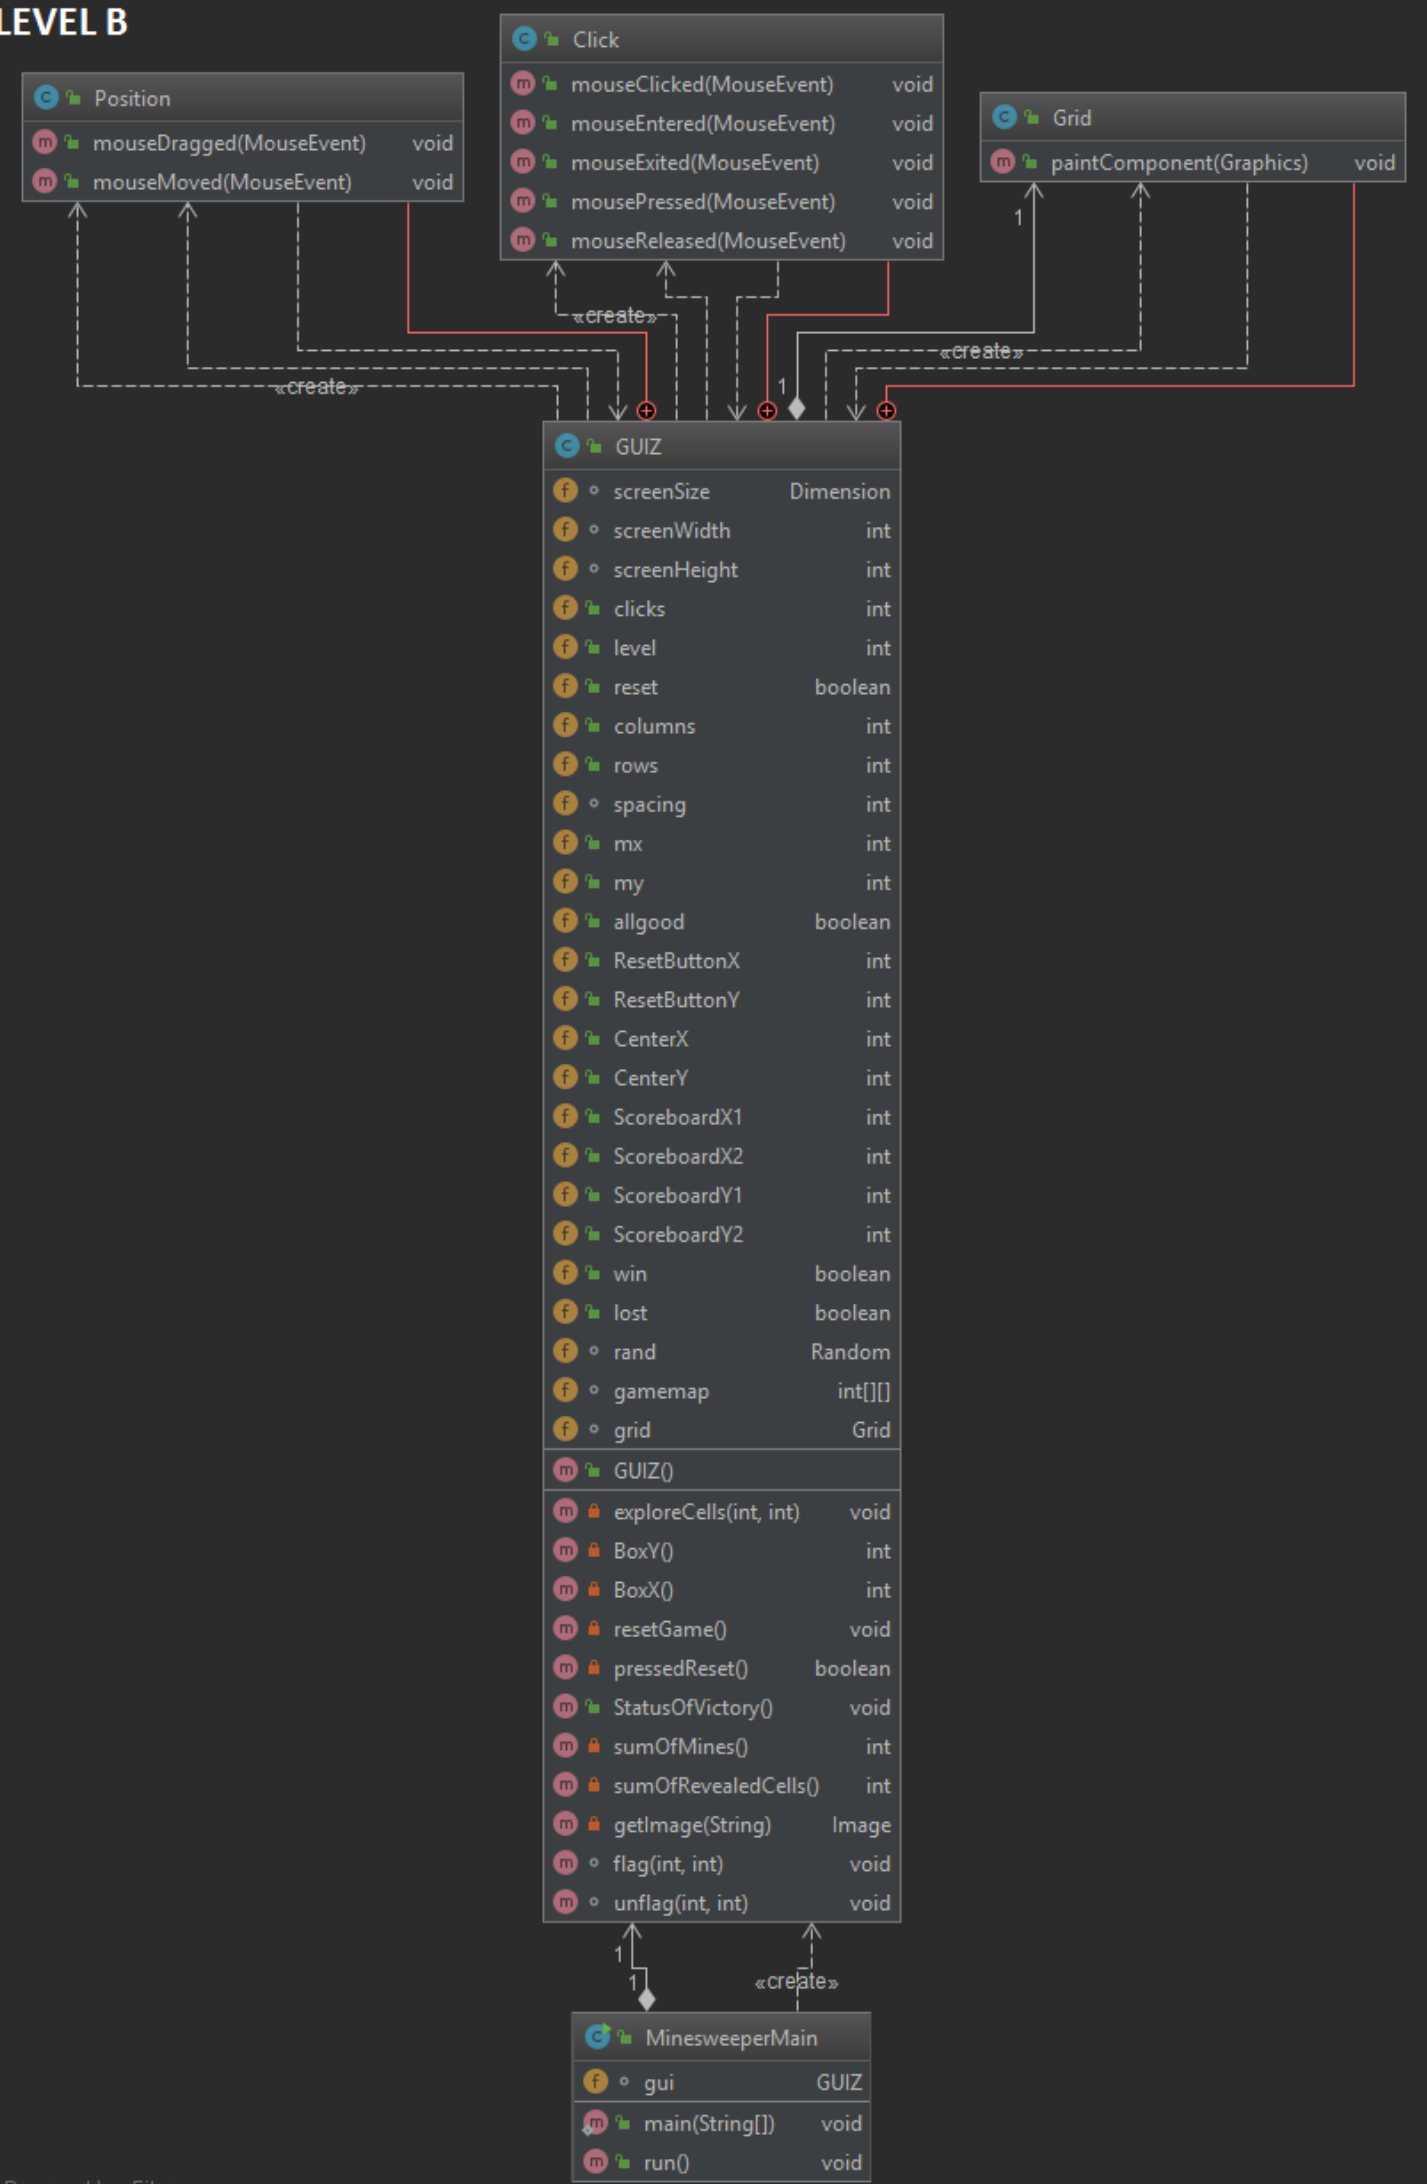 LEVEL B
Position
mouseDragged(MouseEvent) void
mouseMoved(MouseEvent) void
Click
mouseClicked(MouseEvent) void
mouseEntered(MouseEvent) void
mouseExited(MouseEvent) void
mousePressed(MouseEvent) void
mouseReleased(MouseEvent) void
Grid
paintComponent(Graphics) void
1
«create»
«create»
1
«create»
GUIZ
screenSize Dimension
screenWidth int
screenHeight int
clicks int
level int
reset boolean
columns int
rows int
spacing int
mx int
my int
allgood boolean
ResetButtonX int
ResetButtonY int
CenterX int
CenterY int
ScoreboardX1 int
ScoreboardX2 int
ScoreboardY1 int
ScoreboardY2 int
win boolean
lost boolean
rand Random
gamemap int[][]
grid Grid
GUIZ()
exploreCells(int, int) void
BoxY() int
BoxX() int
resetGame() void
pressedReset() boolean
StatusOfVictory() void
sumOfMines() int
sumOfRevealedCells() int
getImage(String) Image
flag(int, int) void
unflag(int, int) void
1
1
«create»
MinesweeperMain
gui GUIZ
main(String[]) void
run() void